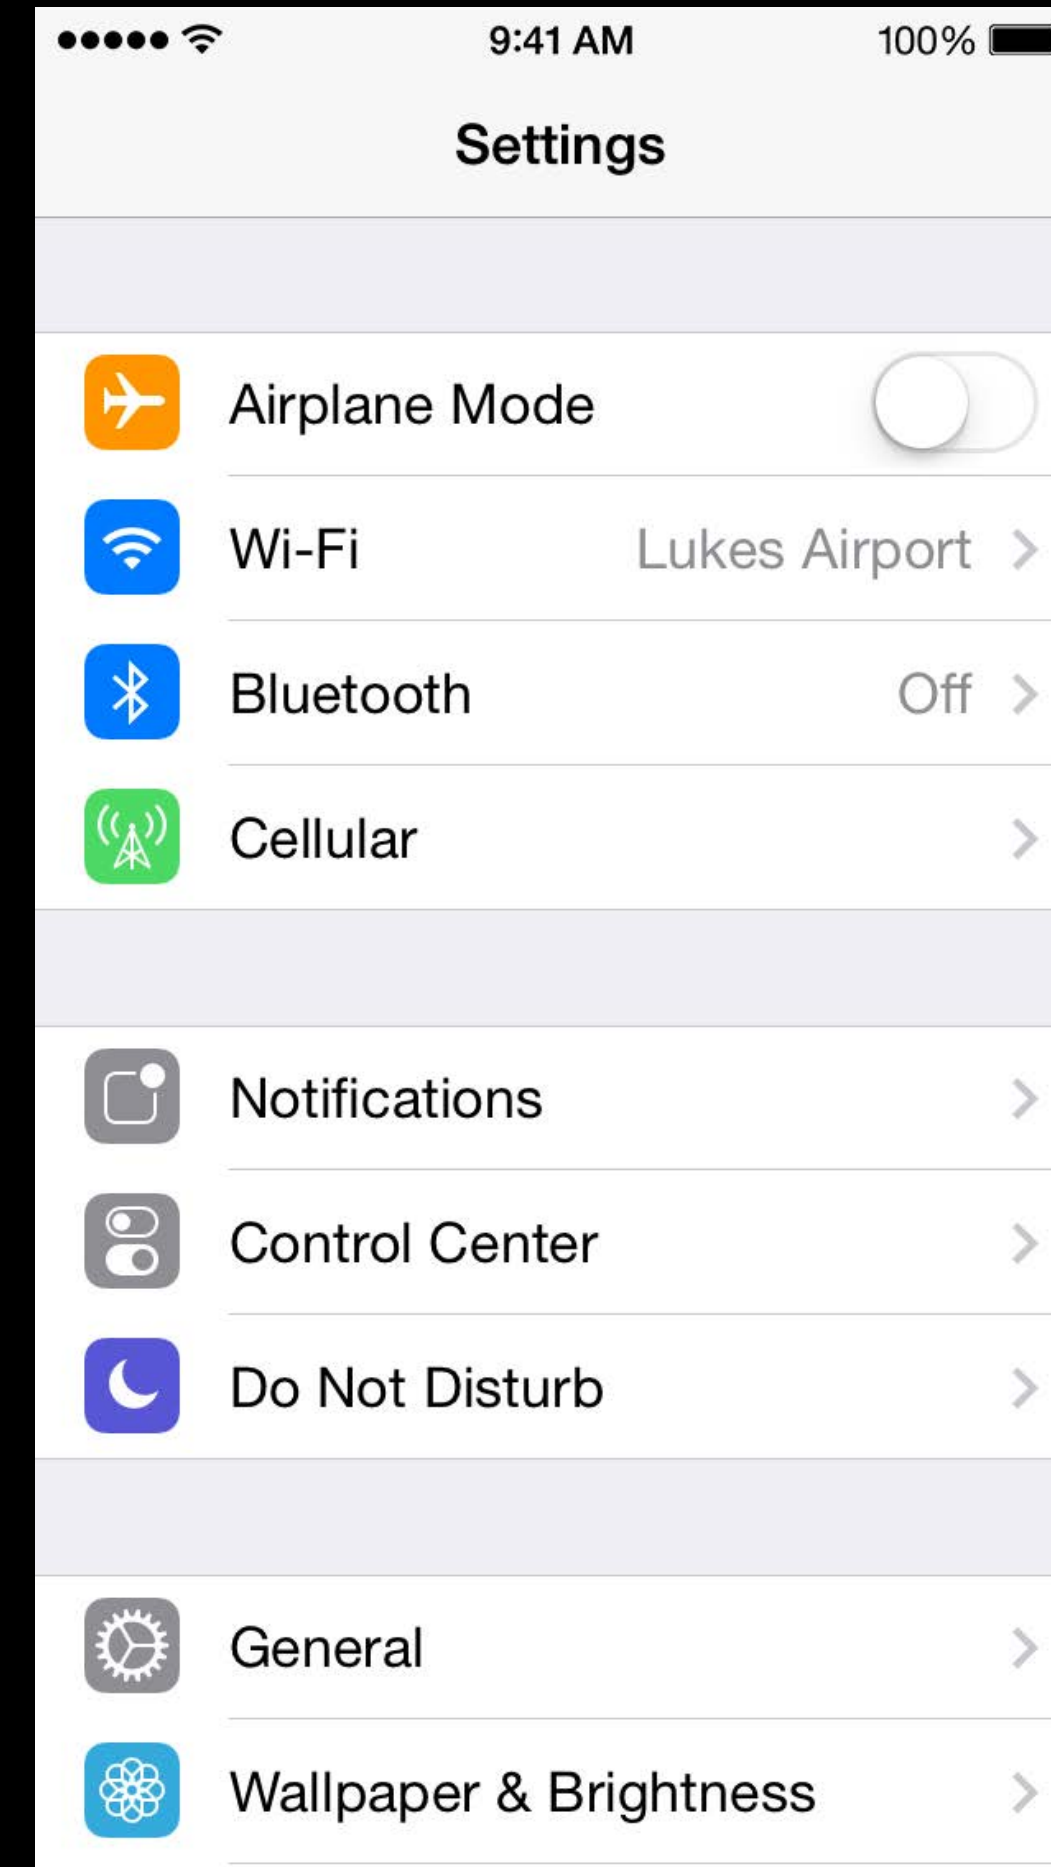 9:41 AM 100%
Settings
Airplane Mode
Wi-Fi Lukes Airport
Bluetooth Off
Cellular
Notifications
Control Center
Do Not Disturb
General
Wallpaper & Brightness